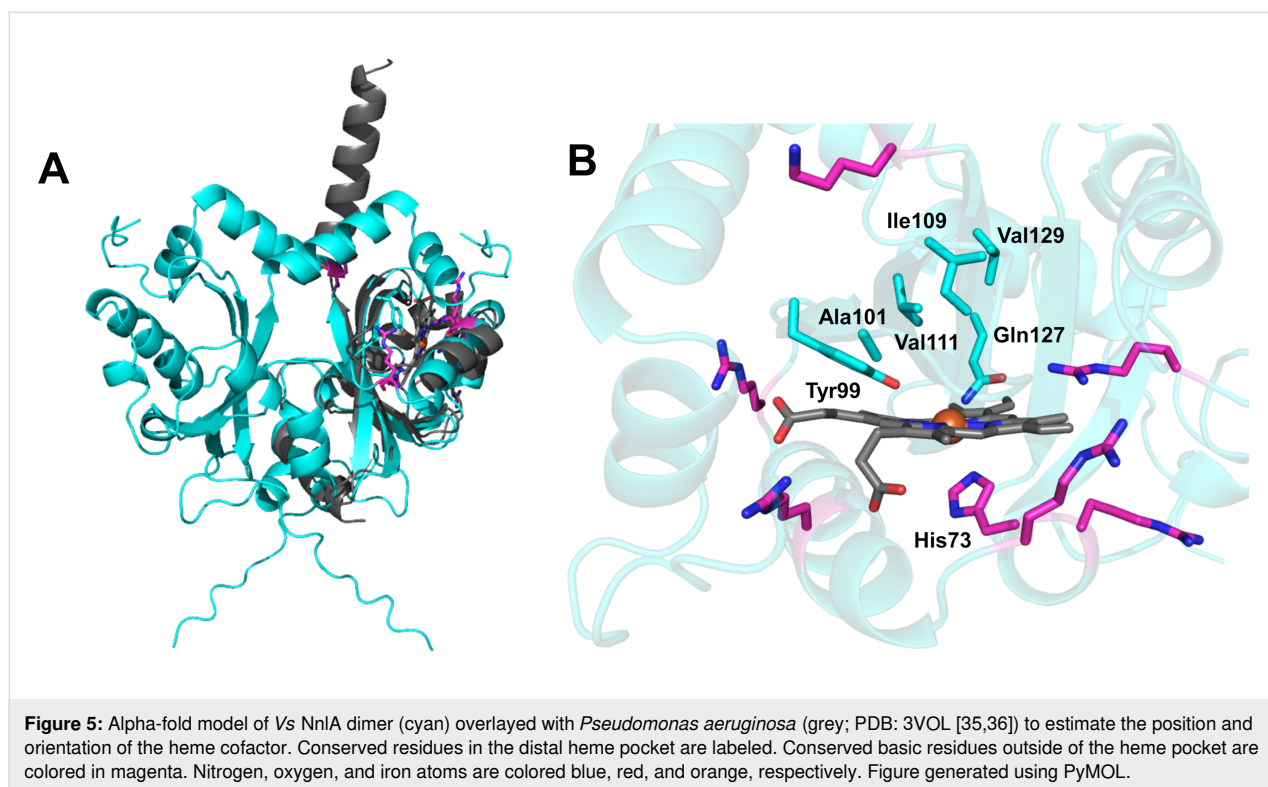 A
B
Ile109
Val129
Ala101
Val111
Gln127
Tyr99
His73
Figure 5: Alpha-fold model of Vs NnlA dimer (cyan) overlayed with Pseudomonas aeruginosa (grey; PDB: 3VOL [35,36]) to estimate the position and
orientation of the heme cofactor. Conserved residues in the distal heme pocket are labeled. Conserved basic residues outside of the heme pocket are
colored in magenta. Nitrogen, oxygen, and iron atoms are colored blue, red, and orange, respectively. Figure generated using PyMOL.